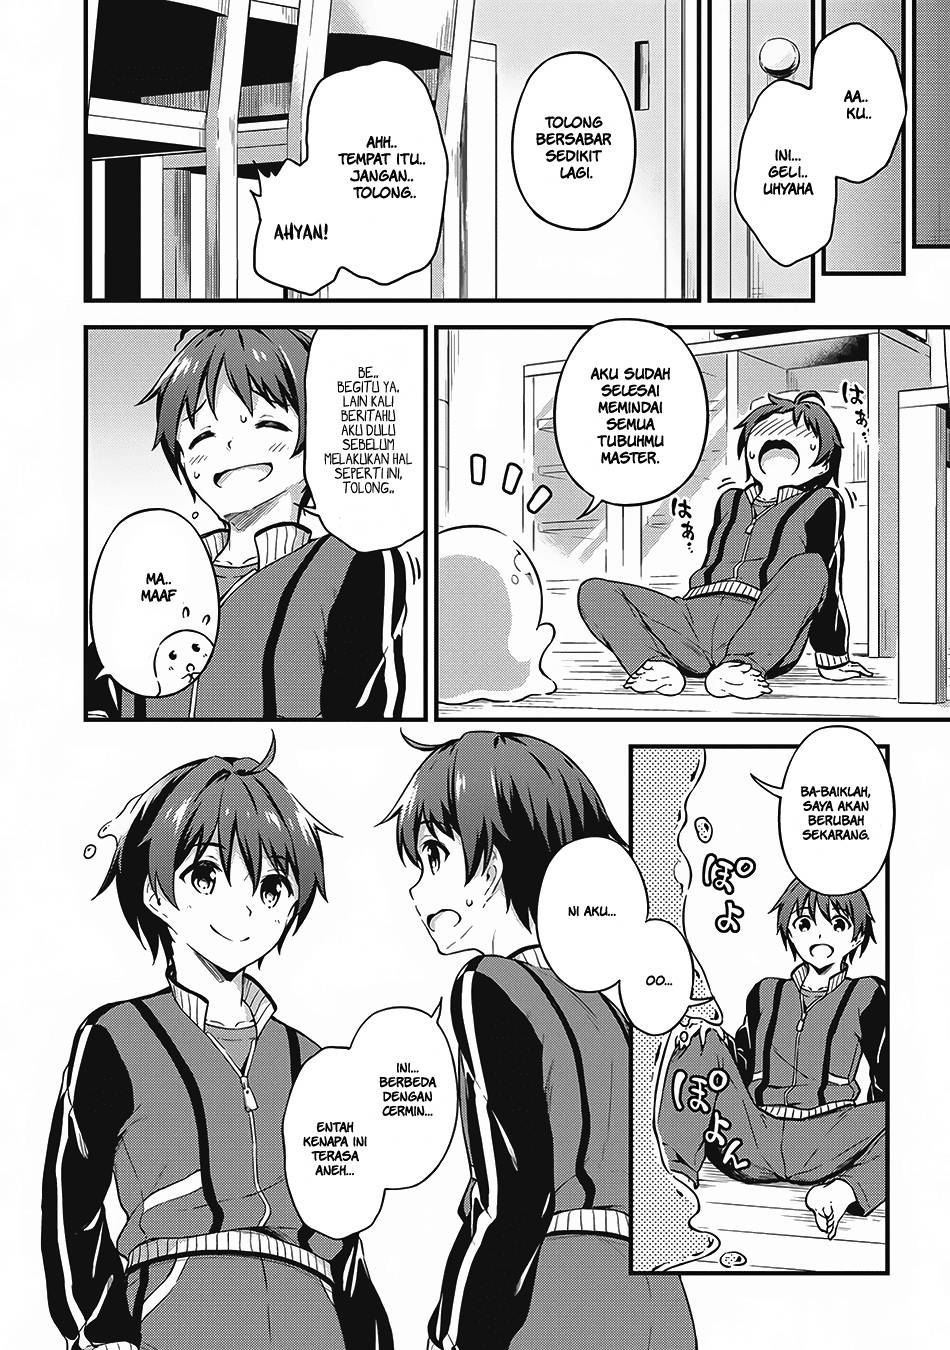 AA..
KU..
INI...
GELI..
UHYAHA
TOLONG
BERSABAR
SEDIKIT
LAGI.
AHH..
TEMPAT ITU..
JANGAN..
TOLONG..
AHYAN!
AKU SUDAH
SELESAI
MEMINDAI
SEMUA
TUBUHMU
MASTER.
はぁ…
はぁ…
BE..
BEGITU YA,
LAIN KALI
BERITAHU
AKU DULU
SEBELUM
MELAKUKAN HAL
SEPERTI INI,
TOLONG..
MA..
MAAF
BA-BAIKLAH,
SAYA AKAN
BERUBAH
SEKARANG.
ぽよ
ぽよん
NI AKU...
OO...
INI...
BERBEDA
DENGAN
CERMIN...
ENTAH
KENAPA INI
TERASA
ANEH...